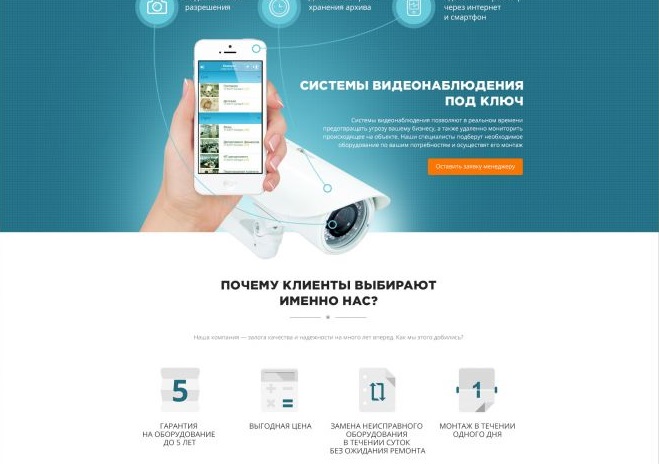 разрешения
хранения архива
через интернет
и смартфон
СИСТЕМЫ ВИДЕОНАБЛЮДЕНИЯ
ПОД КЛЮЧ
Системы видеонаблюдения позволяют в реальном времени
предотвращать угрозу вашему бизнесу, а также удаленно мониторить
происходящее на объекте. Наши специалисты подберут необходимое
оборудование по вашим потребностям и осуществят его монтаж
Оставить заявку менеджеру
ПОЧЕМУ КЛИЕНТЫ ВЫБИРАЮТ
ИМЕННО НАС?
Наша компания — залога качества и надежности на много лет вперед. Как мы этого добились?
5
1
ГАРАНТИЯ
НА ОБОРУДОВАНИЕ
ДО 5 ЛЕТ
ВЫГОДНАЯ ЦЕНА
ЗАМЕНА НЕИСПРАВНОГО
ОБОРУДОВАНИЯ
В ТЕЧЕНИИ СУТОК
БЕЗ ОЖИДАНИЯ РЕМОНТА
МОНТАЖ В ТЕЧЕНИИ
ОДНОГО ДНЯ